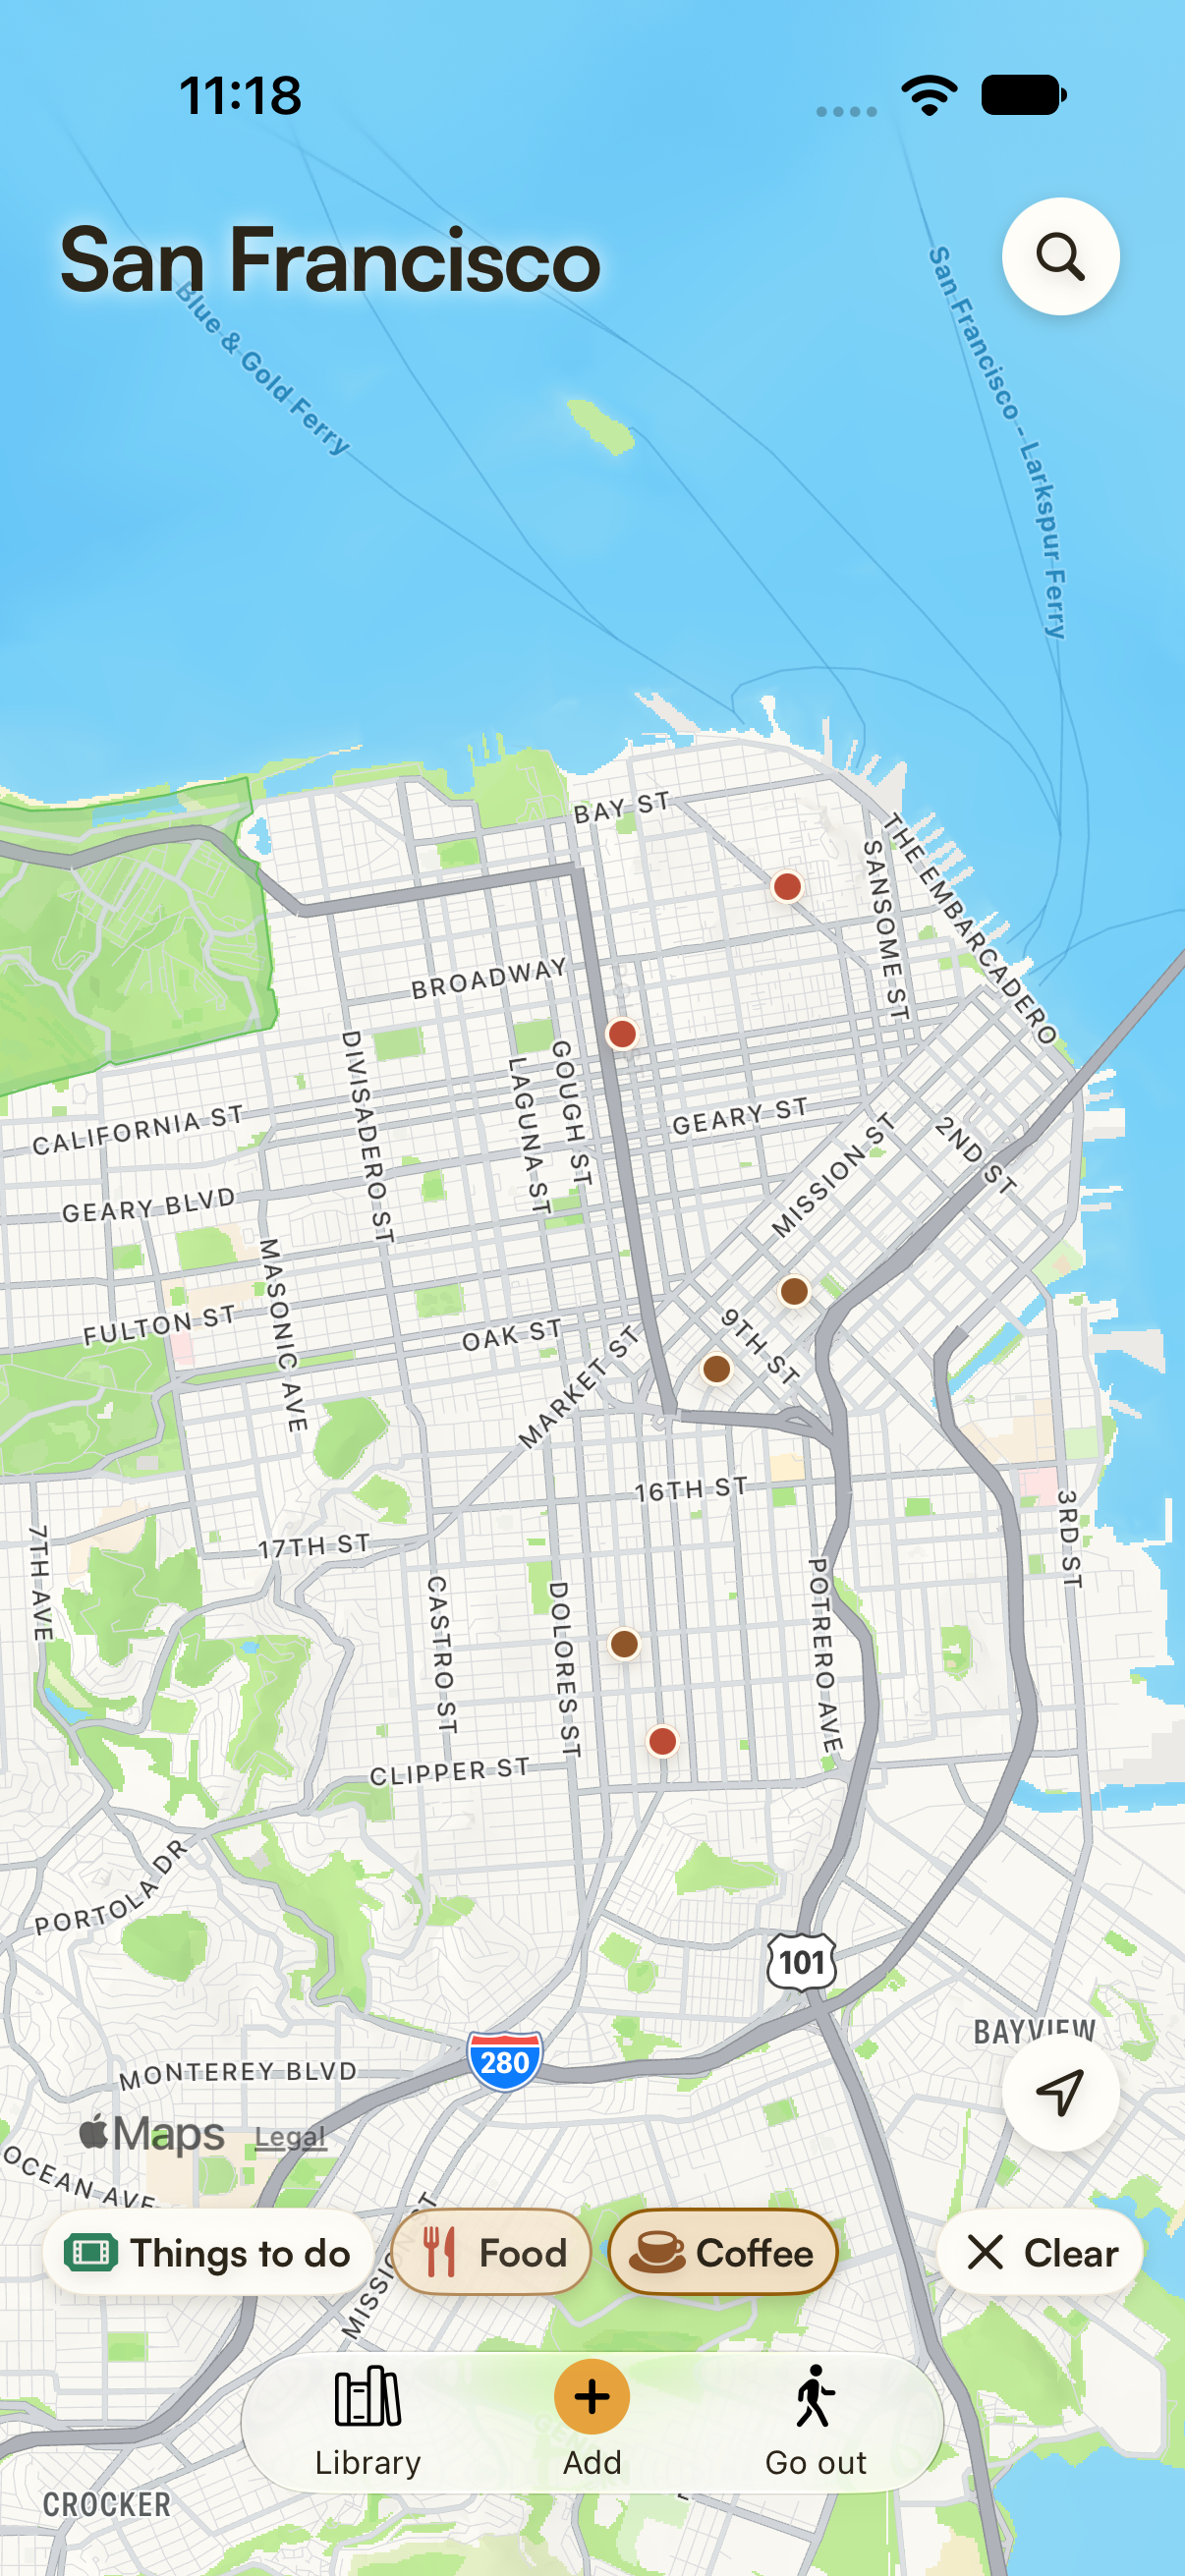 11:18
San Francisco
Blue & Gold Ferry
San Francisco - Larkspur Ferry
BAY ST
THE EMBARCADERO
SANSOME ST
BROADWAY
DIVISADERO ST
LAGUNA ST
GOUGH ST
CALIFORNIA ST
GEARY ST
MISSION ST
2ND ST
GEARY BLVD
MASONIC AVE
FULTON ST
OAK ST
MARKET ST
9TH ST
16TH ST
17TH ST
7TH AVE
3RD ST
CASTRO ST
DOLORES ST
POTRERO AVE
CLIPPER ST
PORTOLA DR
101
BAYVIEW
280
MONTEREY BLVD
Maps Legal
OCEAN AVE
MISSION ST
Things to do
Food
Coffee
Clear
Library
Add
Go out
CROCKER